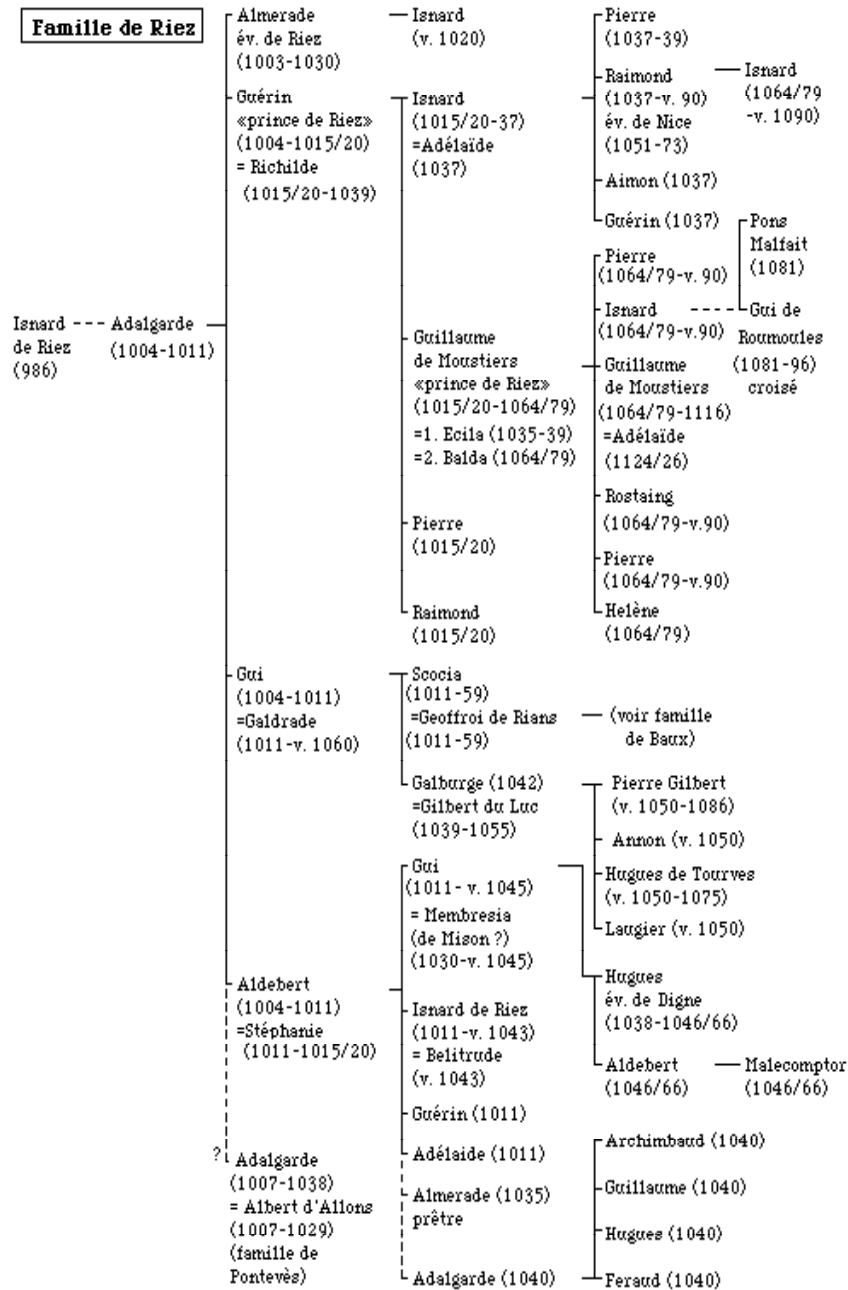 Famille de Riez
Isnard
de Riez
(986)
Adalgarde
(1004-1011)
Almerade
év. de Riez
(1003-1030)
Guérin
«prince de Riez»
(1004-1015/20)
= Richilde
(1015/20-1039)
Gui
(1004-1011)
=Galdrade
(1011-v. 1060)
Aldebert
(1004-1011)
=Stéphanie
(1011-1015/20)
?
Adalgarde
(1007-1038)
= Albert d'Allons
(1007-1029)
(famille de
Pontevès)
Isnard
(v. 1020)
Isnard
(1015/20-37)
=Adélaïde
(1037)
Guillaume
de Moustiers
«prince de Riez»
(1015/20-1064/79)
=1. Ecila (1035-39)
=2. Balda (1064/79)
Pierre
(1015/20)
Raimond
(1015/20)
Scocia
(1011-59)
=Geoffroi de Rians
(1011-59)
Galburge (1042)
=Gilbert du Luc
(1039-1055)
Gui
(1011- v. 1045)
= Membresia
(de Mison ?)
(1030-v. 1045)
Isnard de Riez
(1011-v. 1043)
= Belitrude
(v. 1043)
Guérin (1011)
Adélaide (1011)
Almerade (1035)
prêtre
Adalgarde (1040)
Pierre
(1037-39)
Raimond
(1037-v. 90)
év. de Nice
(1051-73)
Aimon (1037)
Guérin (1037)
Pierre
(1064/79-v. 90)
Isnard
(1064/79-v.90)
Guillaume
de Moustiers
(1064/79-1116)
=Adélaïde
(1124/26)
Rostaing
(1064/79-v.90)
Pierre
(1064/79-v.90)
Helène
(1064/79)
(voir famille
de Baux)
Pierre Gilbert
(v. 1050-1086)
Annon (v. 1050)
Hugues de Tourves
(v. 1050-1075)
Laugier (v. 1050)
Hugues
év. de Digne
(1038-1046/66)
Aldebert
(1046/66)
Archimbaud (1040)
Guillaume (1040)
Hugues (1040)
Feraud (1040)
Isnard
(1064/79
-v. 1090)
Pons
Malfait
(1081)
Gui de
Roumoules
(1081-96)
croisé
Malecomptor
(1046/66)